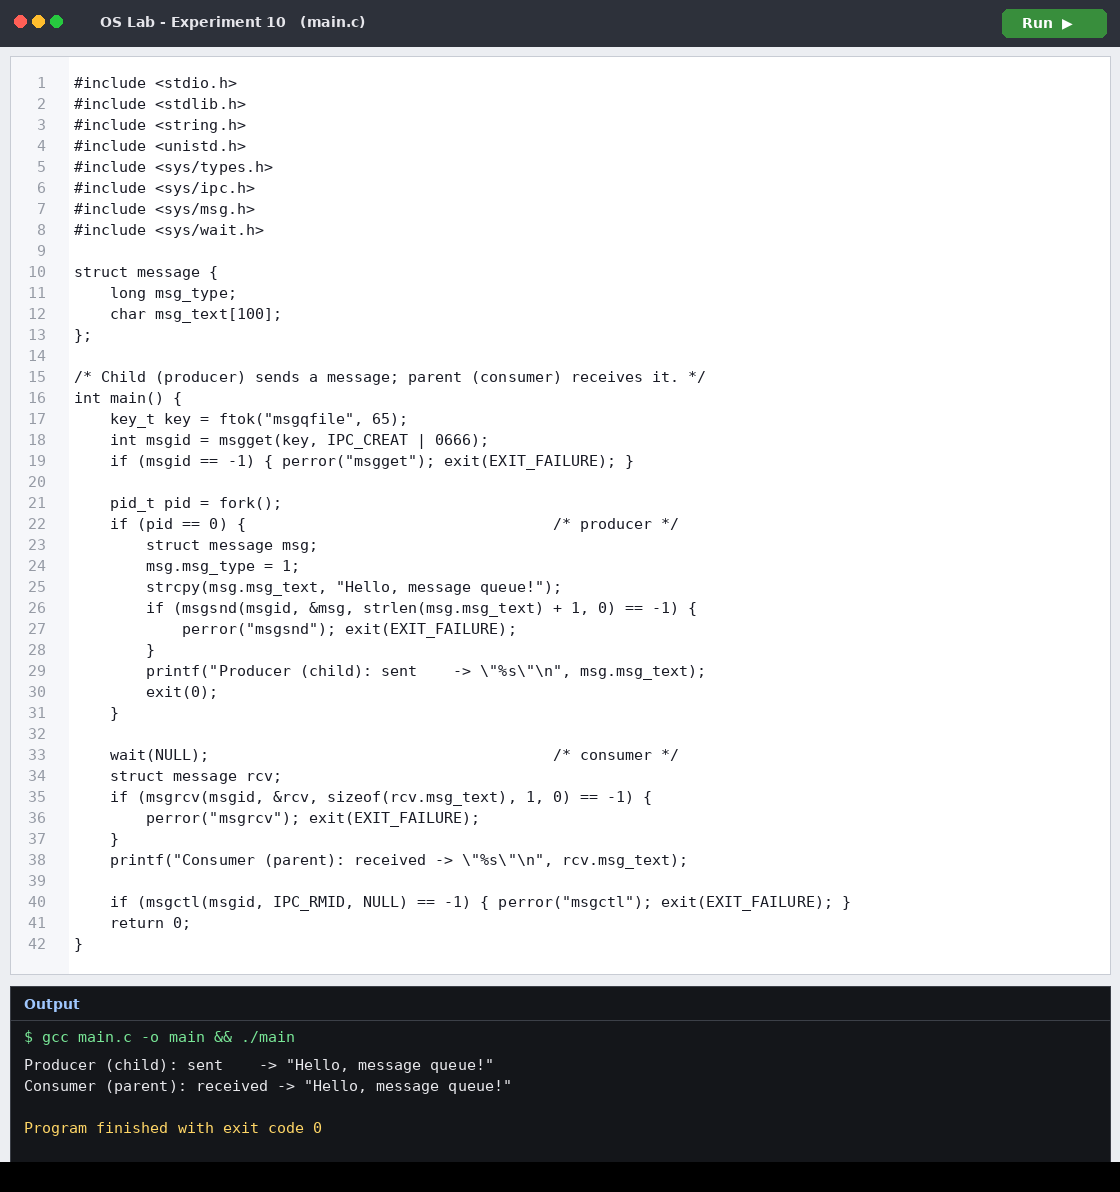 OS Lab - Experiment 10   (main.c)
Run ▶
1 #include <stdio.h>
2 #include <stdlib.h>
3 #include <string.h>
4 #include <unistd.h>
5 #include <sys/types.h>
6 #include <sys/ipc.h>
7 #include <sys/msg.h>
8 #include <sys/wait.h>
9
10 struct message {
11     long msg_type;
12     char msg_text[100];
13 };
14
15 /* Child (producer) sends a message; parent (consumer) receives it. */
16 int main() {
17     key_t key = ftok("msgqfile", 65);
18     int msgid = msgget(key, IPC_CREAT | 0666);
19     if (msgid == -1) { perror("msgget"); exit(EXIT_FAILURE); }
20
21     pid_t pid = fork();
22     if (pid == 0) {                                  /* producer */
23         struct message msg;
24         msg.msg_type = 1;
25         strcpy(msg.msg_text, "Hello, message queue!");
26         if (msgsnd(msgid, &msg, strlen(msg.msg_text) + 1, 0) == -1) {
27             perror("msgsnd"); exit(EXIT_FAILURE);
28         }
29         printf("Producer (child): sent    -> \"%s\"\n", msg.msg_text);
30         exit(0);
31     }
32
33     wait(NULL);                                      /* consumer */
34     struct message rcv;
35     if (msgrcv(msgid, &rcv, sizeof(rcv.msg_text), 1, 0) == -1) {
36         perror("msgrcv"); exit(EXIT_FAILURE);
37     }
38     printf("Consumer (parent): received -> \"%s\"\n", rcv.msg_text);
39
40     if (msgctl(msgid, IPC_RMID, NULL) == -1) { perror("msgctl"); exit(EXIT_FAILURE); }
41     return 0;
42 }
Output
$ gcc main.c -o main && ./main
Producer (child): sent    -> "Hello, message queue!"
Consumer (parent): received -> "Hello, message queue!"
Program finished with exit code 0